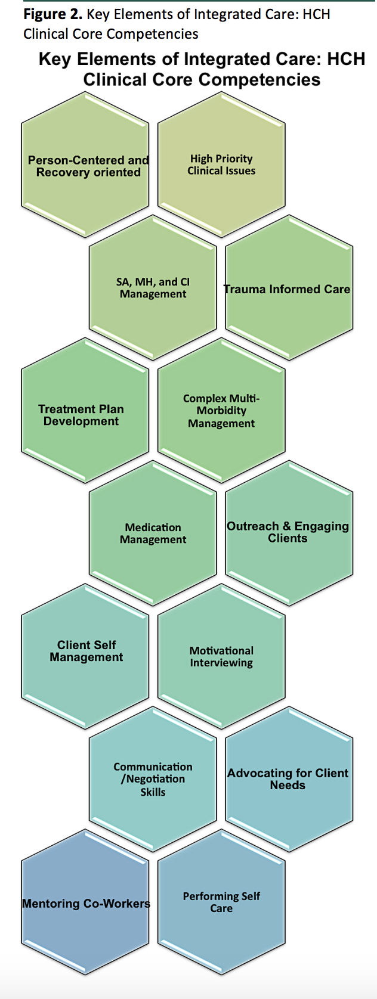 Figure 2. Key Elements of Integrated Care: HCH
Clinical Core Competencies
Key Elements of Integrated Care: HCH
Clinical Core Competencies
Person-Centered and
Recovery oriented
High Priority
Clinical Issues
SA, MH, and CI
Management
Trauma Informed Care
Treatment Plan
Development
Complex Multi-
Morbidity
Management
Medication
Management
Outreach & Engaging
Clients
Client Self
Management
Motivational
Interviewing
Communication
/Negotiation
Skills
Advocating for Client
Needs
Mentoring Co-Workers
Performing Self
Care